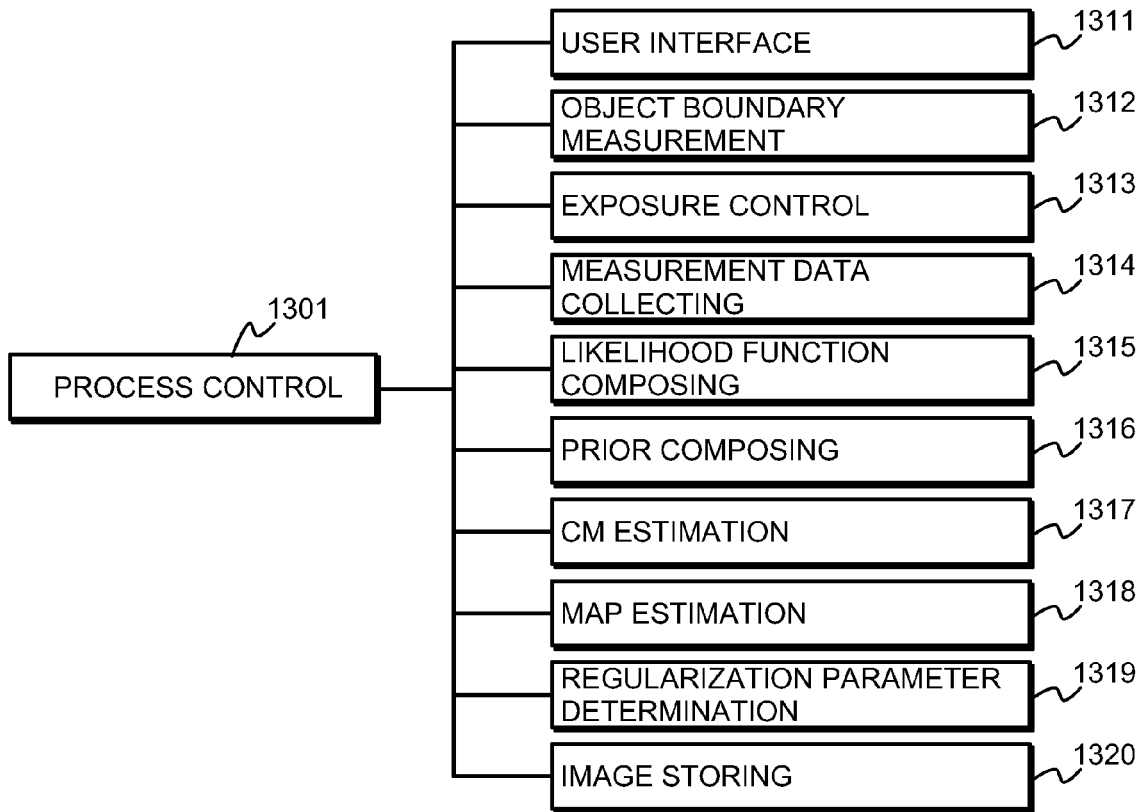 USER INTERFACE
1311
OBJECT BOUNDARY
MEASUREMENT
1312
EXPOSURE CONTROL
1313
MEASUREMENT DATA
COLLECTING
1314
1301
PROCESS CONTROL
LIKELIHOOD FUNCTION
COMPOSING
1315
PRIOR COMPOSING
1316
CM ESTIMATION
1317
MAP ESTIMATION
1318
REGULARIZATION PARAMETER
DETERMINATION
1319
IMAGE STORING
1320